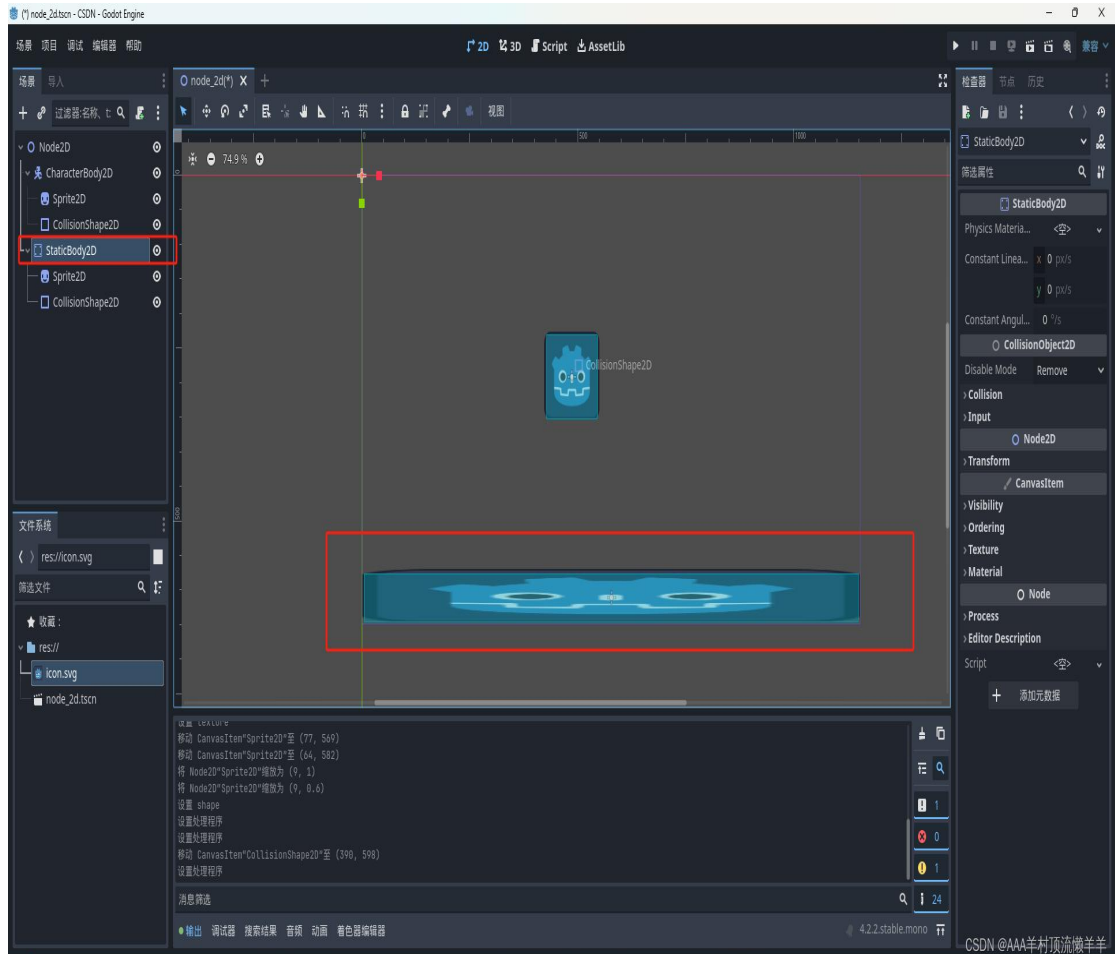 (*) node_2d.tscn - CSDN - Godot Engine
场景 项目 调试 编辑器 帮助
2D 3D Script AssetLib
兼容
场景 导入
node_2d(*)
检查器 节点 历史
过滤器:名称、t:
视图
StaticBody2D
筛选属性
Node2D
CharacterBody2D
Sprite2D
CollisionShape2D
StaticBody2D
Sprite2D
CollisionShape2D
0 500 1000
74.9 %
0
500
CollisionShape2D
StaticBody2D
Physics Materia... <空>
Constant Linea... x 0 px/s
y 0 px/s
Constant Angul... 0 °/s
CollisionObject2D
Disable Mode Remove
Collision
Input
Node2D
Transform
CanvasItem
Visibility
Ordering
Texture
Material
Node
Process
Editor Description
Script <空>
添加元数据
文件系统
res://icon.svg
筛选文件
收藏：
res://
icon.svg
node_2d.tscn
设置 texture
移动 CanvasItem"Sprite2D"至 (77, 569)
移动 CanvasItem"Sprite2D"至 (64, 582)
将 Node2D"Sprite2D"缩放为 (9, 1)
将 Node2D"Sprite2D"缩放为 (9, 0.6)
设置 shape
设置处理程序
设置处理程序
移动 CanvasItem"CollisionShape2D"至 (390, 598)
设置处理程序
1
0
1
24
消息筛选
输出 调试器 搜索结果 音频 动画 着色器编辑器
4.2.2.stable.mono
CSDN @AAA羊村顶流懒羊羊